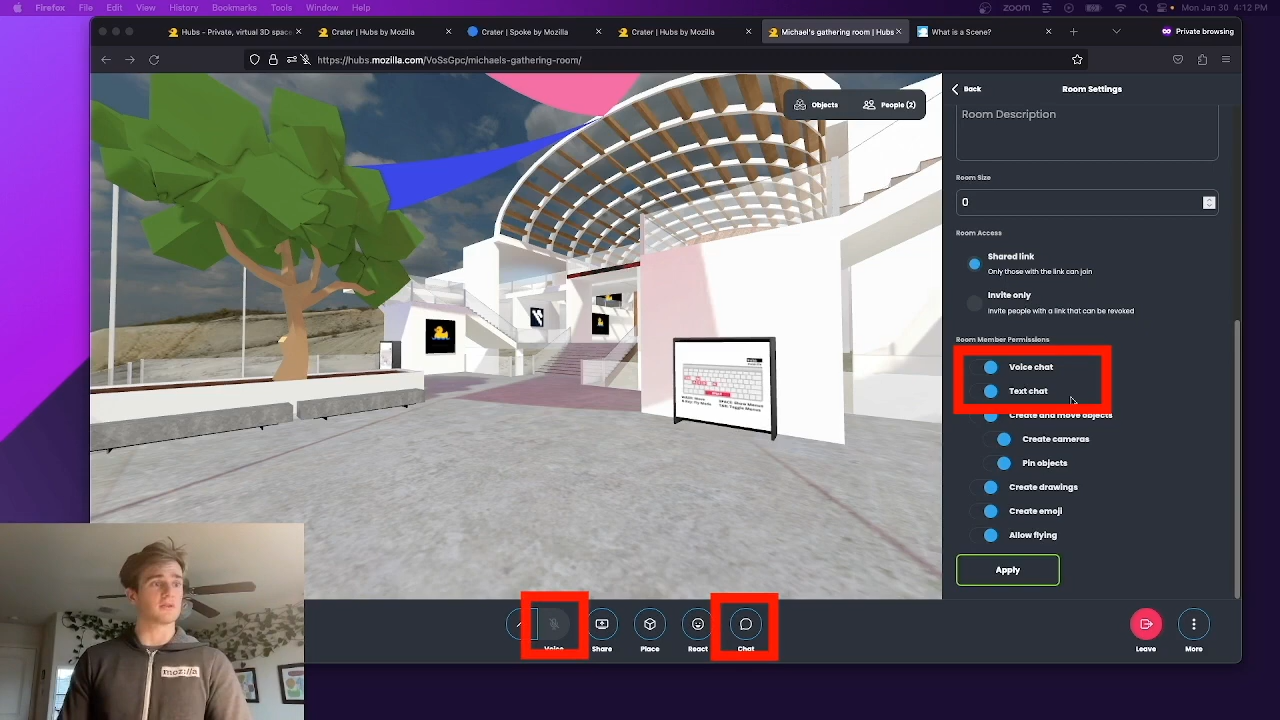 Firefox File Edit View History Bookmarks Tools Window Help zoom Mon Jan 30 4:12 PM
Hubs - Private, virtual 3D space
Crater | Hubs by Mozilla
Crater | Spoke by Mozilla
Crater | Hubs by Mozilla
Michael's gathering room | Hubs
What is a Scene?
Private browsing
https://hubs.mozilla.com/VoSsGpc/michaels-gathering-room/
Objects
People (2)
Back
Room Settings
Room Description
Room Size
0
Room Access
Shared link
Only those with the link can join
Invite only
Invite people with a link that can be revoked
Room Member Permissions
Voice chat
Text chat
Create and move objects
Create cameras
Pin objects
Create drawings
Create emoji
Allow flying
Apply
Voice
Share
Place
React
Chat
Leave
More
moz://a